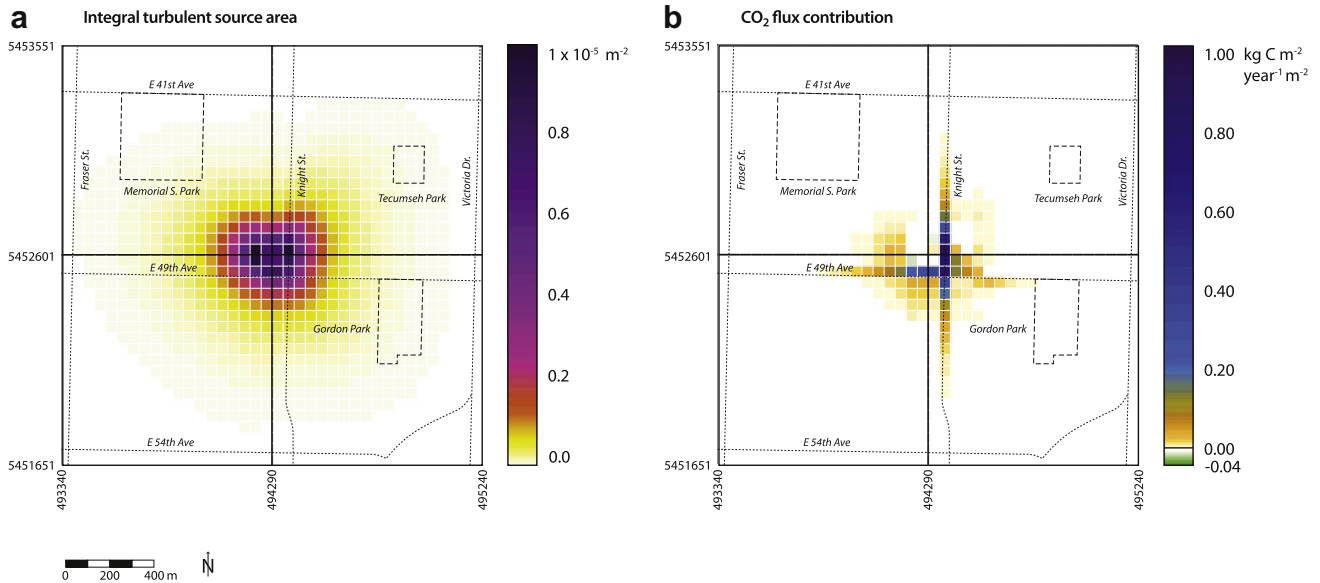 a Integral turbulent source area
5453551
E 41st Ave
Fraser St.
Knight St.
Victoria Dr.
Memorial S. Park
Tecumseh Park
5452601
E 49th Ave
Gordon Park
E 54th Ave
5451651
493340
494290
495240
1 x 10⁻⁵ m⁻²
0.8
0.6
0.4
0.2
0.0
0 200 400 m
N
b CO₂ flux contribution
5453551
E 41st Ave
Fraser St.
Knight St.
Victoria Dr.
Memorial S. Park
Tecumseh Park
5452601
E 49th Ave
Gordon Park
E 54th Ave
5451651
493340
494290
495240
1.00 kg C m⁻²
year⁻¹ m⁻²
0.80
0.60
0.40
0.20
0.00
-0.04